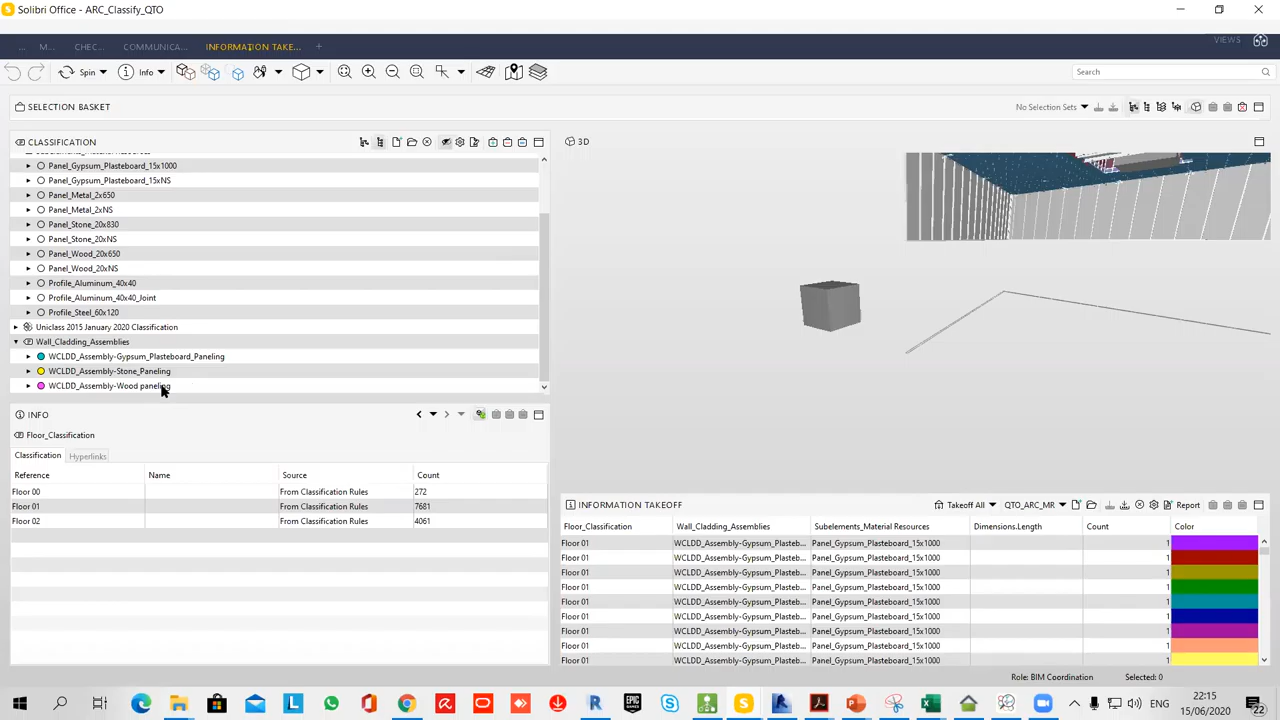 Solibri Office - ARC_Classify_QTO
... M... CHEC... COMMUNICA... INFORMATION TAKE... + VIEWS
Spin Info Search
SELECTION BASKET No Selection Sets
CLASSIFICATION
3D
Panel_Gypsum_Plasteboard_15x1000
Panel_Gypsum_Plasteboard_15xNS
Panel_Metal_2x650
Panel_Metal_2xNS
Panel_Stone_20x830
Panel_Stone_20xNS
Panel_Wood_20x650
Panel_Wood_20xNS
Profile_Aluminum_40x40
Profile_Aluminum_40x40_Joint
Profile_Steel_60x120
Uniclass 2015 January 2020 Classification
Wall_Cladding_Assemblies
WCLDD_Assembly-Gypsum_Plasteboard_Paneling
WCLDD_Assembly-Stone_Paneling
WCLDD_Assembly-Wood paneling
INFO
Floor_Classification
Classification Hyperlinks
Reference Name Source Count
Floor 00 From Classification Rules 272
Floor 01 From Classification Rules 7681
Floor 02 From Classification Rules 4061
INFORMATION TAKEOFF Takeoff All QTO_ARC_MR Report
Floor_Classification Wall_Cladding_Assemblies Subelements_Material Resources Dimensions.Length Count Color
Floor 01 WCLDD_Assembly-Gypsum_Plasteb... Panel_Gypsum_Plasteboard_15x1000 1
Floor 01 WCLDD_Assembly-Gypsum_Plasteb... Panel_Gypsum_Plasteboard_15x1000 1
Floor 01 WCLDD_Assembly-Gypsum_Plasteb... Panel_Gypsum_Plasteboard_15x1000 1
Floor 01 WCLDD_Assembly-Gypsum_Plasteb... Panel_Gypsum_Plasteboard_15x1000 1
Floor 01 WCLDD_Assembly-Gypsum_Plasteb... Panel_Gypsum_Plasteboard_15x1000 1
Floor 01 WCLDD_Assembly-Gypsum_Plasteb... Panel_Gypsum_Plasteboard_15x1000 1
Floor 01 WCLDD_Assembly-Gypsum_Plasteb... Panel_Gypsum_Plasteboard_15x1000 1
Floor 01 WCLDD_Assembly-Gypsum_Plasteb... Panel_Gypsum_Plasteboard_15x1000 1
Floor 01 WCLDD_Assembly-Gypsum_Plasteb... Panel_Gypsum_Plasteboard_15x1000 1
Role: BIM Coordination Selected: 0
ENG 22:15
15/06/2020 22